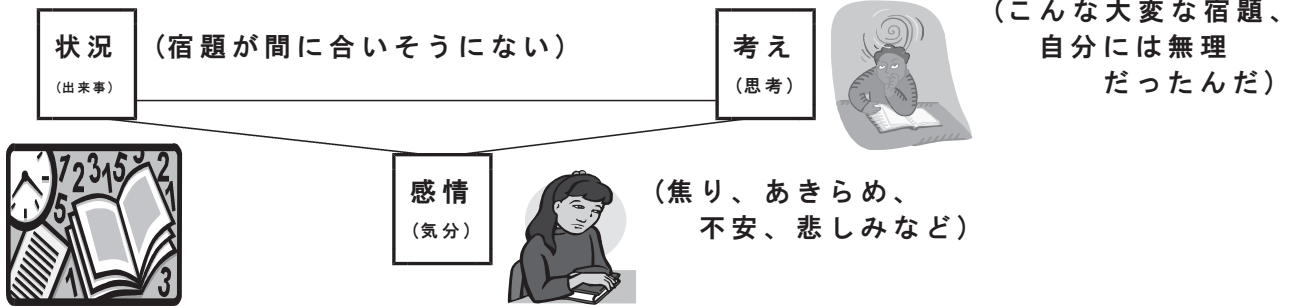 状況
(出来事)
(宿題が間に合いそうにない)
考え
(思考)
(こんな大変な宿題、
自分には無理
だったんだ)
感情
(気分)
(焦り、あきらめ、
不安、悲しみなど)